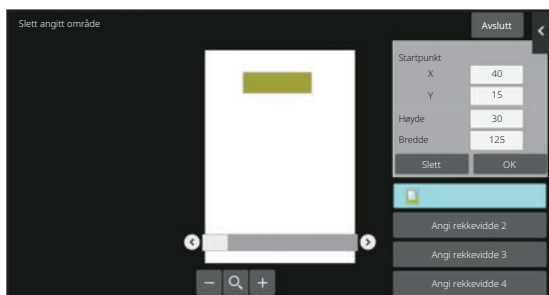 Slett angitt område
Avslutt
Startpunkt
X 40
Y 15
Høyde 30
Bredde 125
Slett OK
Angi rekkevidde 2
Angi rekkevidde 3
Angi rekkevidde 4